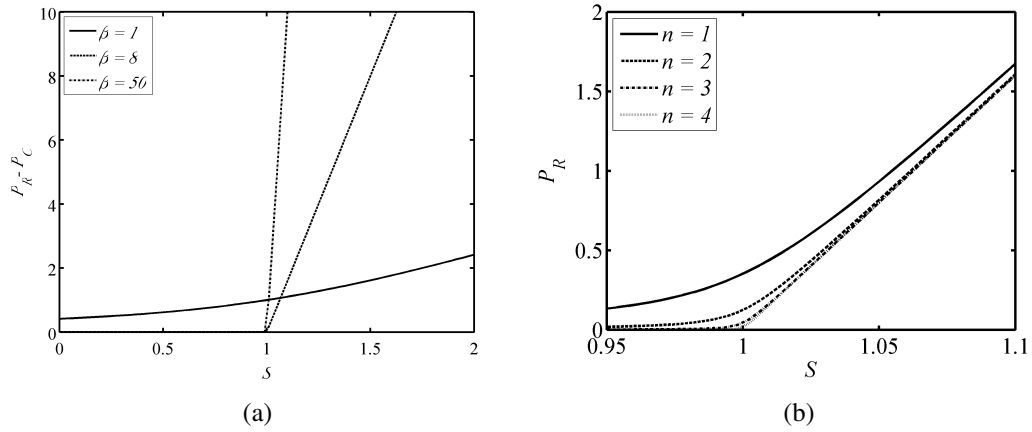 10
8
6
4
2
0
P_R - P_C
β = 1
β = 8
β = 50
0
0.5
1
1.5
2
S
(a)
2
1.5
1
0.5
0
P_R
n = 1
n = 2
n = 3
n = 4
0.95
1
1.05
1.1
S
(b)